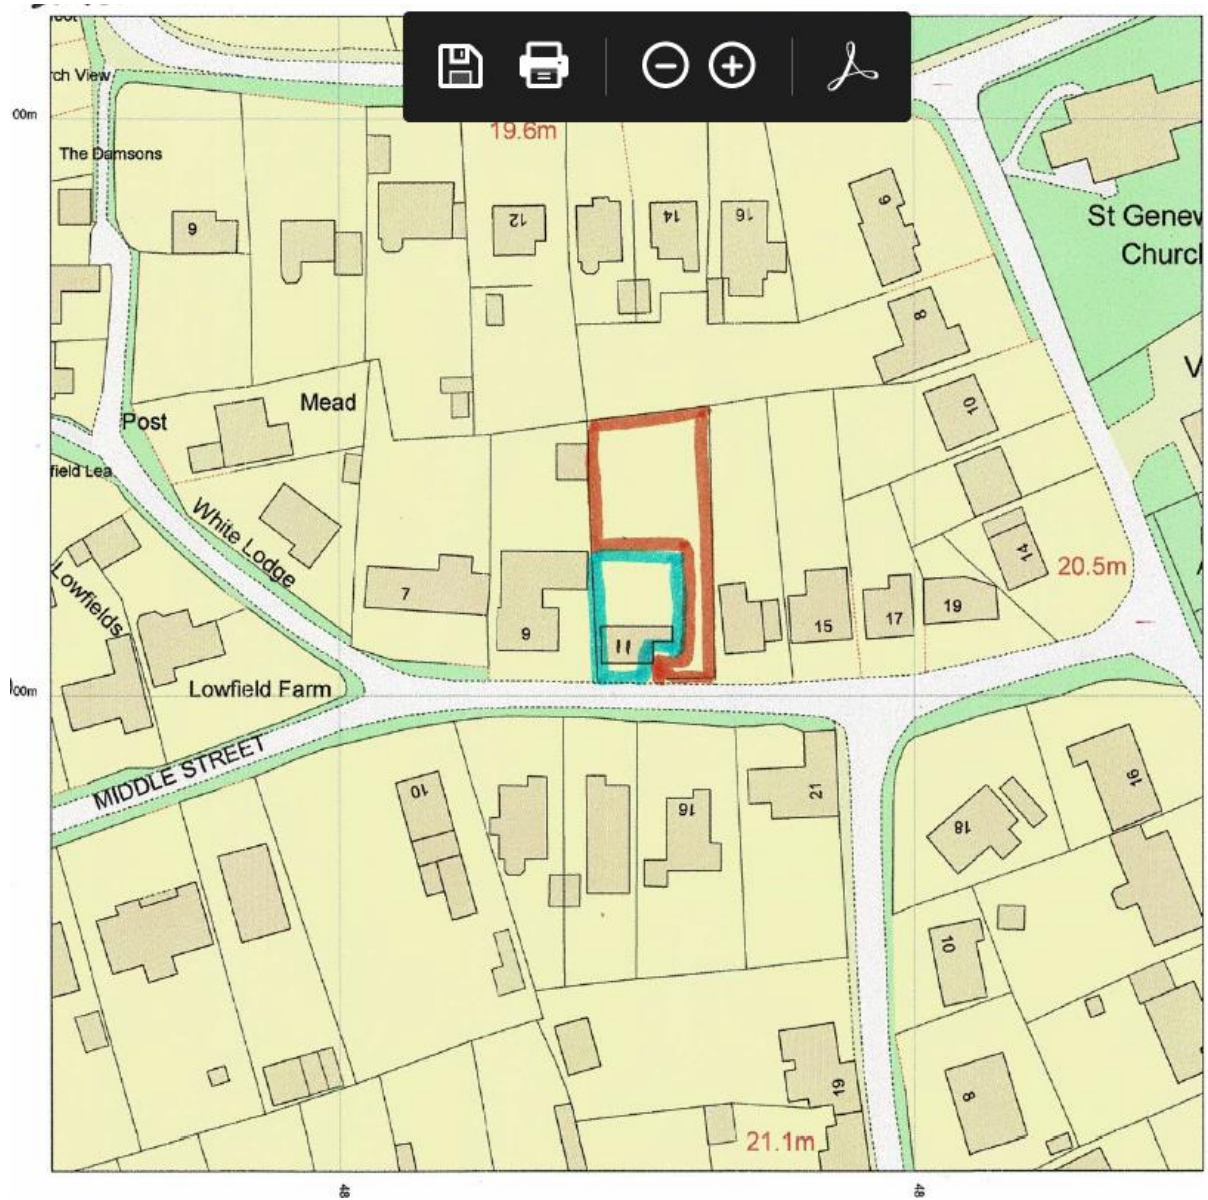 rch View
00m
19.6m
The Damsons
6
12
14
16
6
St Genev
Church
8
Mead
10
Post
field Lea
V
White Lodge
14
20.5m
Lowfields
7
9
11
15
17
19
Lowfield Farm
00m
MIDDLE STREET
10
16
21
18
16
10
19
8
21.1m
48
48